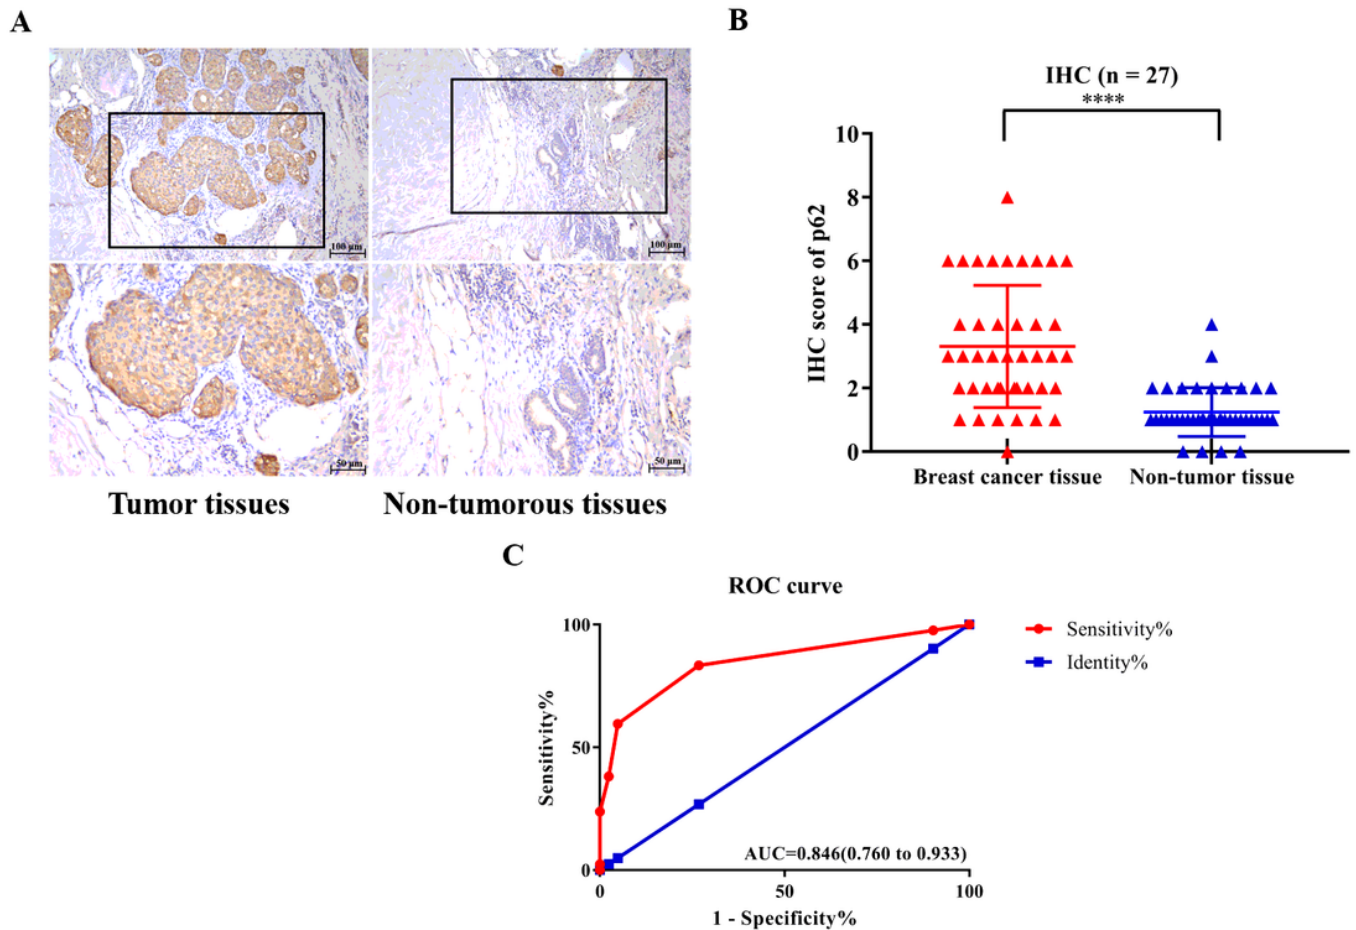 A
100 µm
100 µm
50 µm
50 µm
Tumor tissues
Non-tumorous tissues
B
IHC (n = 27)
****
10
8
6
4
2
0
IHC score of p62
Breast cancer tissue
Non-tumor tissue
C
ROC curve
100
50
0
Sensitivity%
Sensitivity%
Identity%
AUC=0.846(0.760 to 0.933)
0
50
100
1 - Specificity%